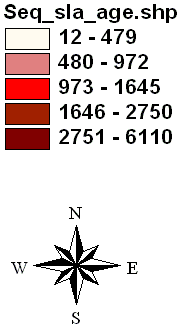 Seq_sla_age.shp
12 - 479
480 - 972
973 - 1645
1646 - 2750
2751 - 6110
N
W E
S